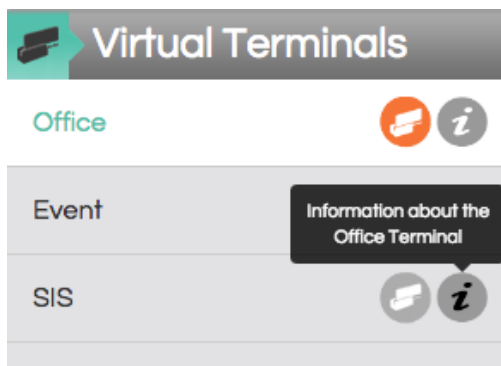 Virtual Terminals
Office
i
Event
Information about the
Office Terminal
SIS
i